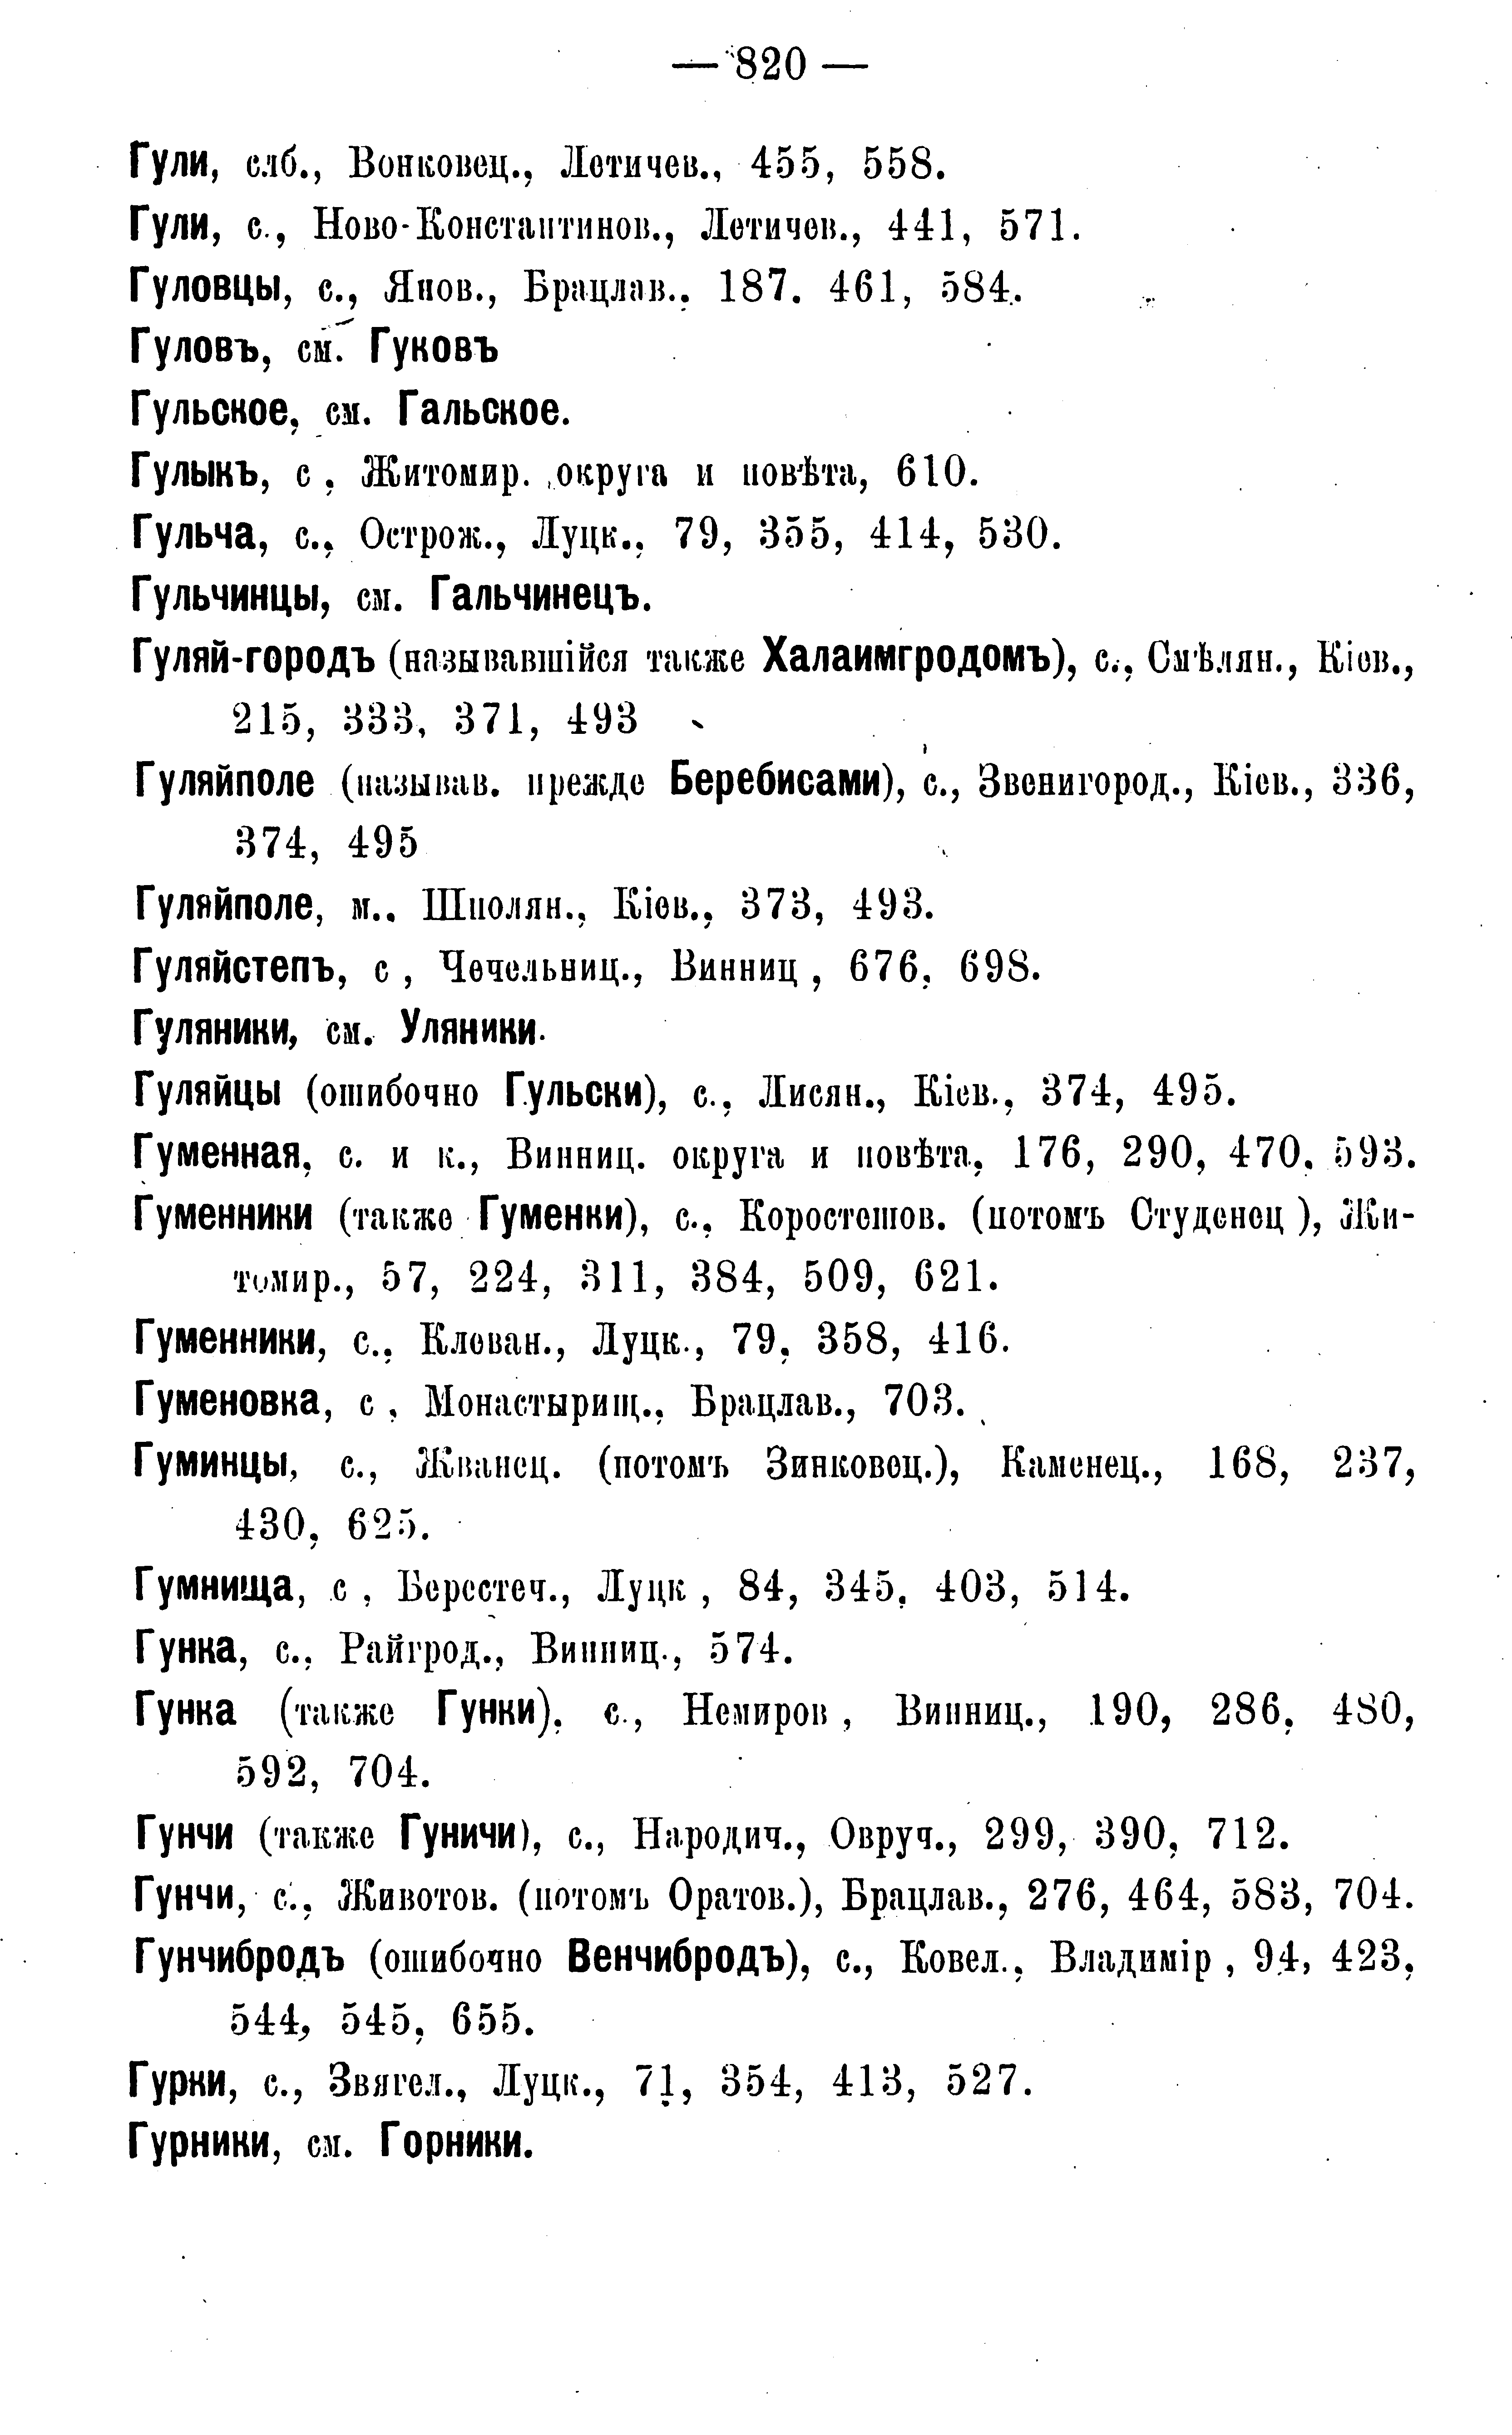 — 820 —
Гули, слб., Вонковец., Летичев., 455, 558.
Гули, с., Ново-Константинов., Летичев., 441, 571.
Гуловцы, с., Янов., Брацлав., 187. 461, 584.
Гуловъ, см. Гуковъ
Гульское, см. Гальское.
Гулыкъ, с , Житомир. округа и повѣта, 610.
Гульча, с., Острож., Луцк., 79, 355, 414, 530.
Гульчинцы, см. Гальчинецъ.
Гуляй-городъ (называвшійся также Халаимгродомъ), с., Смѣлян., Кіев.,
215, 333, 371, 493
Гуляйполе (называв. прежде Беребисами), с., Звенигород., Кіев., 336,
374, 495
Гуляйполе, м., Шполян., Кіев., 373, 493.
Гуляйстепъ, с , Чечельниц., Винниц , 676, 698.
Гуляники, см. Уляники.
Гуляйцы (ошибочно Гульски), с., Лисян., Кіев., 374, 495.
Гуменная, с. и к., Винниц. округа и повѣта, 176, 290, 470, 593.
Гуменники (также Гуменки), с., Коростешов. (потомъ Студенец ), Жи-
томир., 57, 224, 311, 384, 509, 621.
Гуменники, с., Клеван., Луцк., 79, 358, 416.
Гуменовка, с , Монастырищ., Брацлав., 703.
Гуминцы, с., Жванец. (потомъ Зинковец.), Каменец., 168, 237,
430, 625.
Гумнища, с , Берестеч., Луцк , 84, 345, 403, 514.
Гунка, с., Райгрод., Винниц., 574.
Гунка (также Гунки), с., Немиров , Винниц., 190, 286, 480,
592, 704.
Гунчи (также Гуничи), с., Народич., Овруч., 299, 390, 712.
Гунчи, с., Животов. (потомъ Оратов.), Брацлав., 276, 464, 583, 704.
Гунчибродъ (ошибочно Венчибродъ), с., Ковел., Владимір , 94, 423,
544, 545, 655.
Гурки, с., Звягел., Луцк., 71, 354, 413, 527.
Гурники, см. Горники.